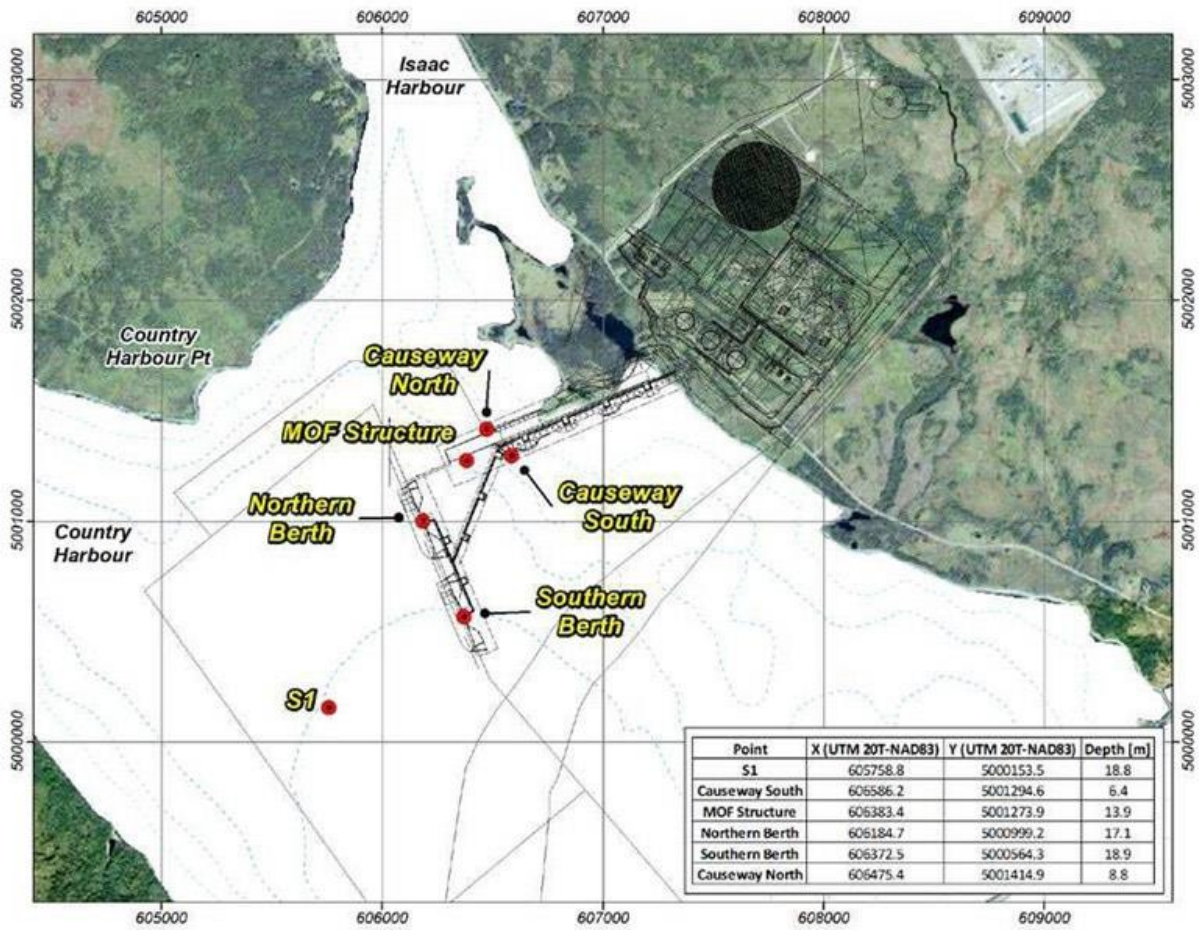 605000 606000 607000 608000 609000
5003000 5003000
Isaac
Harbour
5002000 5002000
Country
Harbour Pt
Causeway
North
MOF Structure
Northern
Berth
Causeway
South
5001000 5001000
Country
Harbour
Southern
Berth
S1
5000000 5000000
Point X (UTM 20T-NAD83) Y (UTM 20T-NAD83) Depth [m]
S1 605758.8 5000153.5 18.8
Causeway South 606586.2 5001294.6 6.4
MOF Structure 606383.4 5001273.9 13.9
Northern Berth 606184.7 5000999.2 17.1
Southern Berth 606372.5 5000564.3 18.9
Causeway North 606475.4 5001414.9 8.8
605000 606000 607000 608000 609000